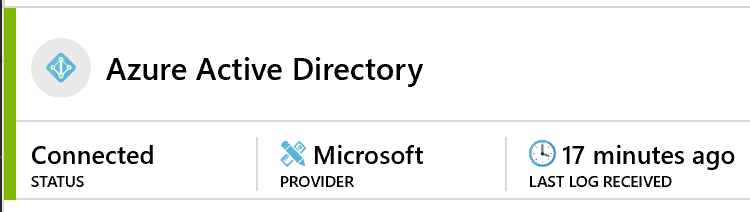 Azure Active Directory
Connected Microsoft 17 minutes ago
STATUS PROVIDER LAST LOG RECEIVED